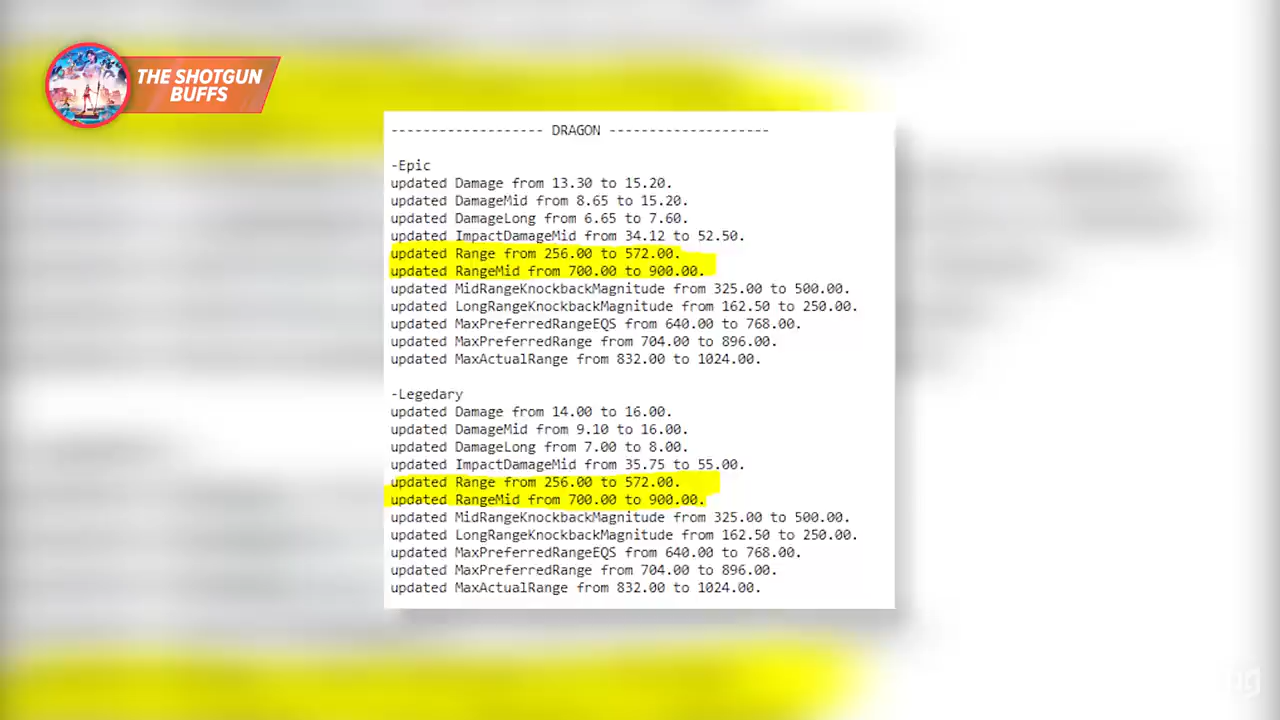 THE SHOTGUN
BUFFS
------------------- DRAGON --------------------
-Epic
updated Damage from 13.30 to 15.20.
updated DamageMid from 8.65 to 15.20.
updated DamageLong from 6.65 to 7.60.
updated ImpactDamageMid from 34.12 to 52.50.
updated Range from 256.00 to 572.00.
updated RangeMid from 700.00 to 900.00.
updated MidRangeKnockbackMagnitude from 325.00 to 500.00.
updated LongRangeKnockbackMagnitude from 162.50 to 250.00.
updated MaxPreferredRangeEQS from 640.00 to 768.00.
updated MaxPreferredRange from 704.00 to 896.00.
updated MaxActualRange from 832.00 to 1024.00.
-Legedary
updated Damage from 14.00 to 16.00.
updated DamageMid from 9.10 to 16.00.
updated DamageLong from 7.00 to 8.00.
updated ImpactDamageMid from 35.75 to 55.00.
updated Range from 256.00 to 572.00.
updated RangeMid from 700.00 to 900.00.
updated MidRangeKnockbackMagnitude from 325.00 to 500.00.
updated LongRangeKnockbackMagnitude from 162.50 to 250.00.
updated MaxPreferredRangeEQS from 640.00 to 768.00.
updated MaxPreferredRange from 704.00 to 896.00.
updated MaxActualRange from 832.00 to 1024.00.